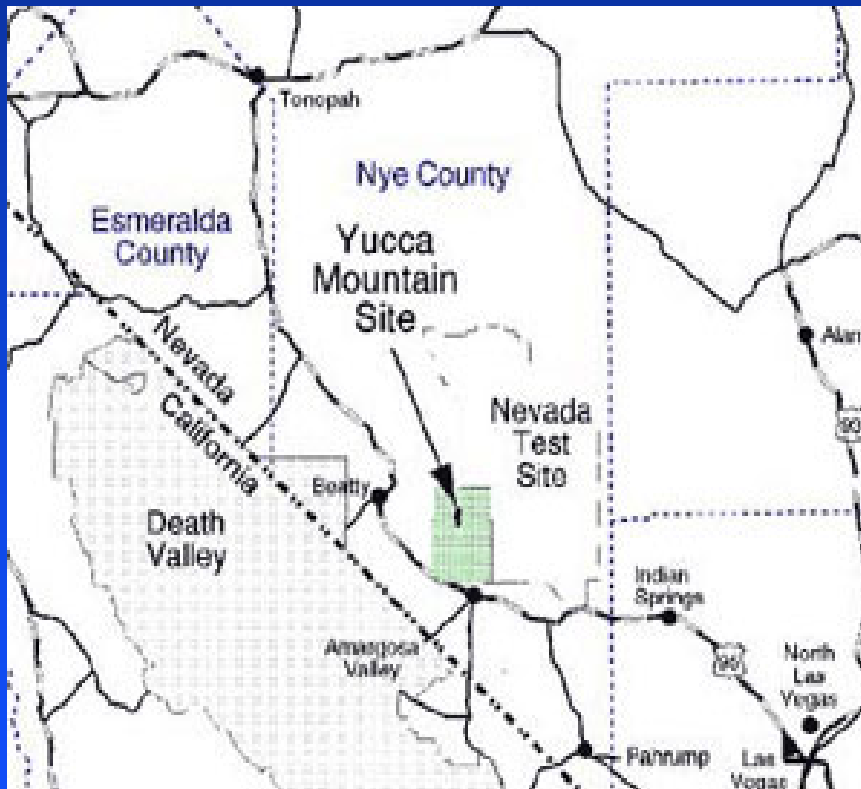 Tonopah
Nye County
Esmeralda
County
Yucca
Mountain
Site
Nevada
California
Nevada
Test
Site
Beatty
Death
Valley
Indian
Springs
Amargosa
Valley
North
Las
Vegas
Pahrump
Las
Vegas